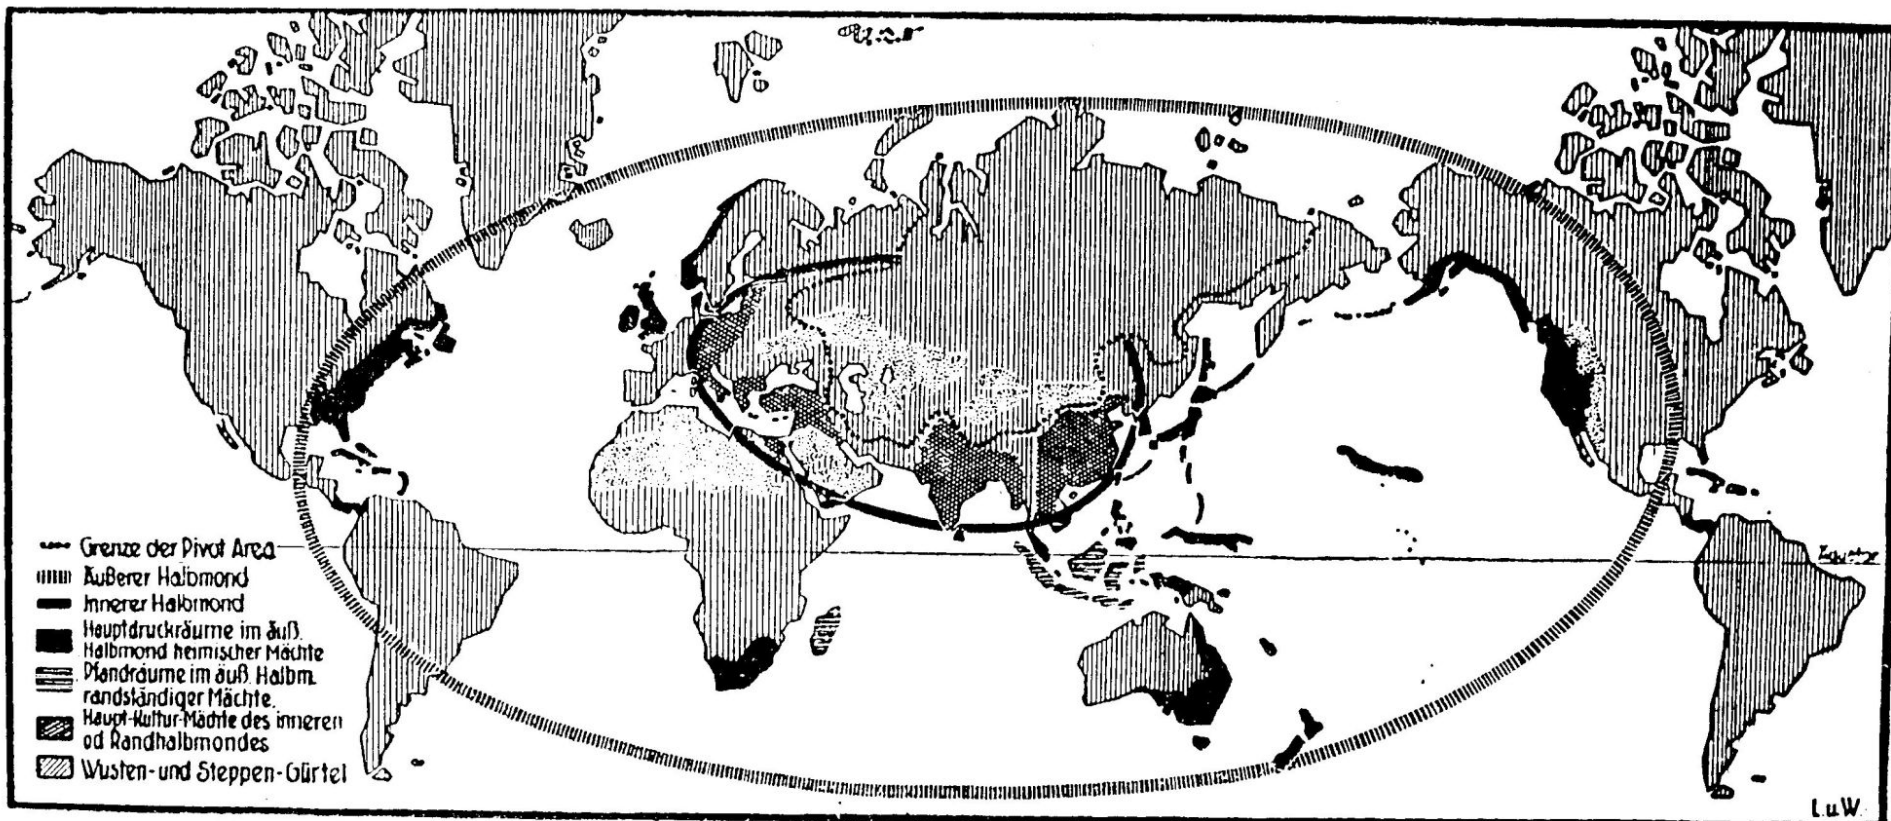 Grenze der Pivot Area
Äußerer Halbmond
Innerer Halbmond
Hauptdruckräume im äuß.
Halbmond heimischer Mächte
Pfandräume im äuß. Halbm.
randständiger Mächte.
Haupt-Kultur-Mächte des inneren
od Randhalbmondes
Wüsten- und Steppen-Gürtel
Äquator
L.u.W.